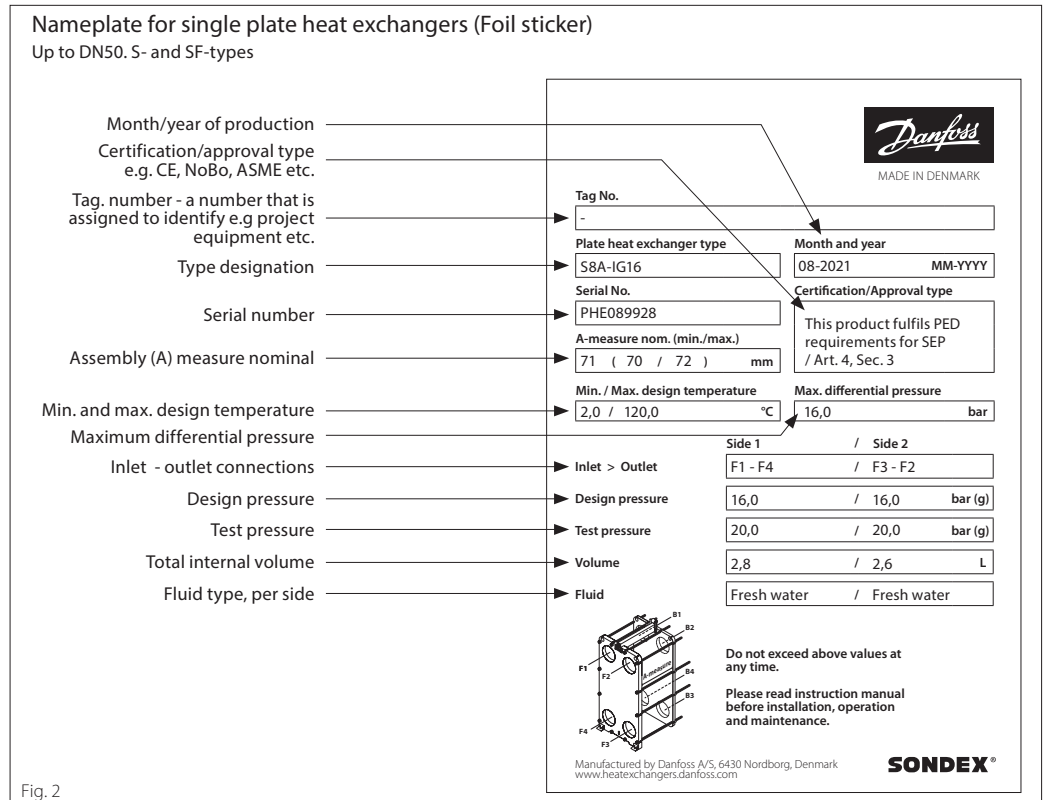 Nameplate for single plate heat exchangers (Foil sticker)
Up to DN50. S- and SF-types
Month/year of production
Certification/approval type
e.g. CE, NoBo, ASME etc.
Tag. number - a number that is
assigned to identify e.g project
equipment etc.
Type designation
Serial number
Assembly (A) measure nominal
Min. and max. design temperature
Maximum differential pressure
Inlet - outlet connections
Design pressure
Test pressure
Total internal volume
Fluid type, per side
Danfoss
MADE IN DENMARK
Tag No.
-
Plate heat exchanger type
S8A-IG16
Month and year
08-2021 MM-YYYY
Serial No.
PHE089928
Certification/Approval type
This product fulfils PED
requirements for SEP
/ Art. 4, Sec. 3
A-measure nom. (min./max.)
71 ( 70 / 72 ) mm
Min. / Max. design temperature
2,0 / 120,0 °C
Max. differential pressure
16,0 bar
Side 1 / Side 2
Inlet > Outlet F1 - F4 / F3 - F2
Design pressure 16,0 / 16,0 bar (g)
Test pressure 20,0 / 20,0 bar (g)
Volume 2,8 / 2,6 L
Fluid Fresh water / Fresh water
B1
B2
F1
F2
A-measure
B4
B3
F4
F3
Do not exceed above values at
any time.
Please read instruction manual
before installation, operation
and maintenance.
Manufactured by Danfoss A/S, 6430 Nordborg, Denmark
www.heatexchangers.danfoss.com
SONDEX®
Fig. 2